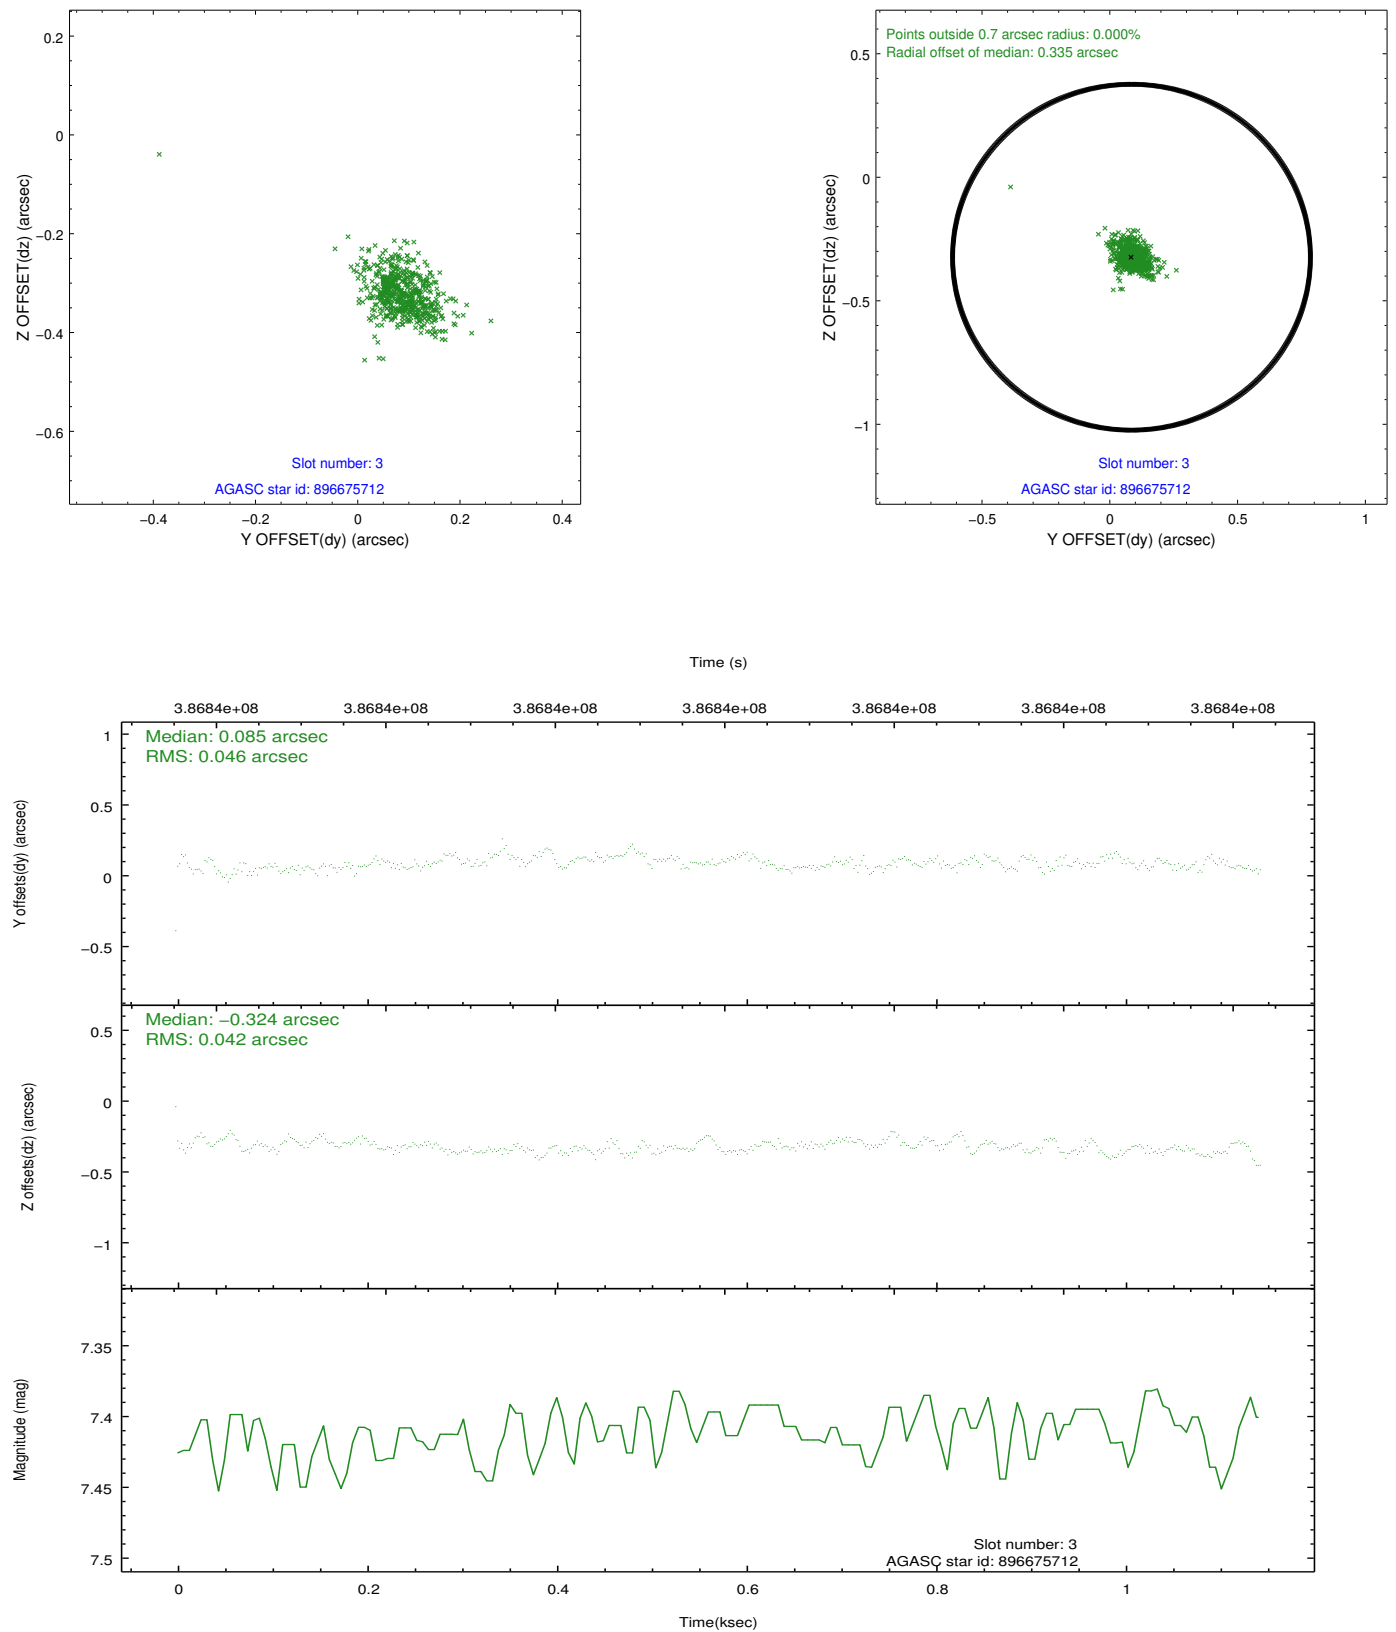 0.2
0
−0.2
−0.4
−0.6
Z OFFSET(dz) (arcsec)
Slot number: 3
AGASC star id: 896675712
−0.4
−0.2
0
0.2
0.4
Y OFFSET(dy) (arcsec)
Points outside 0.7 arcsec radius: 0.000%
Radial offset of median: 0.335 arcsec
0.5
0
−0.5
−1
Z OFFSET(dz) (arcsec)
Slot number: 3
AGASC star id: 896675712
−0.5
0
0.5
1
Y OFFSET(dy) (arcsec)
Time (s)
3.8684e+08
3.8684e+08
3.8684e+08
3.8684e+08
3.8684e+08
3.8684e+08
3.8684e+08
Median: 0.085 arcsec
RMS: 0.046 arcsec
1
0.5
0
−0.5
Y offsets(dy) (arcsec)
Median: −0.324 arcsec
RMS: 0.042 arcsec
0.5
0
−0.5
−1
Z offsets(dz) (arcsec)
7.35
7.4
7.45
7.5
Magnitude (mag)
Slot number: 3
AGASC star id: 896675712
0
0.2
0.4
0.6
0.8
1
Time(ksec)